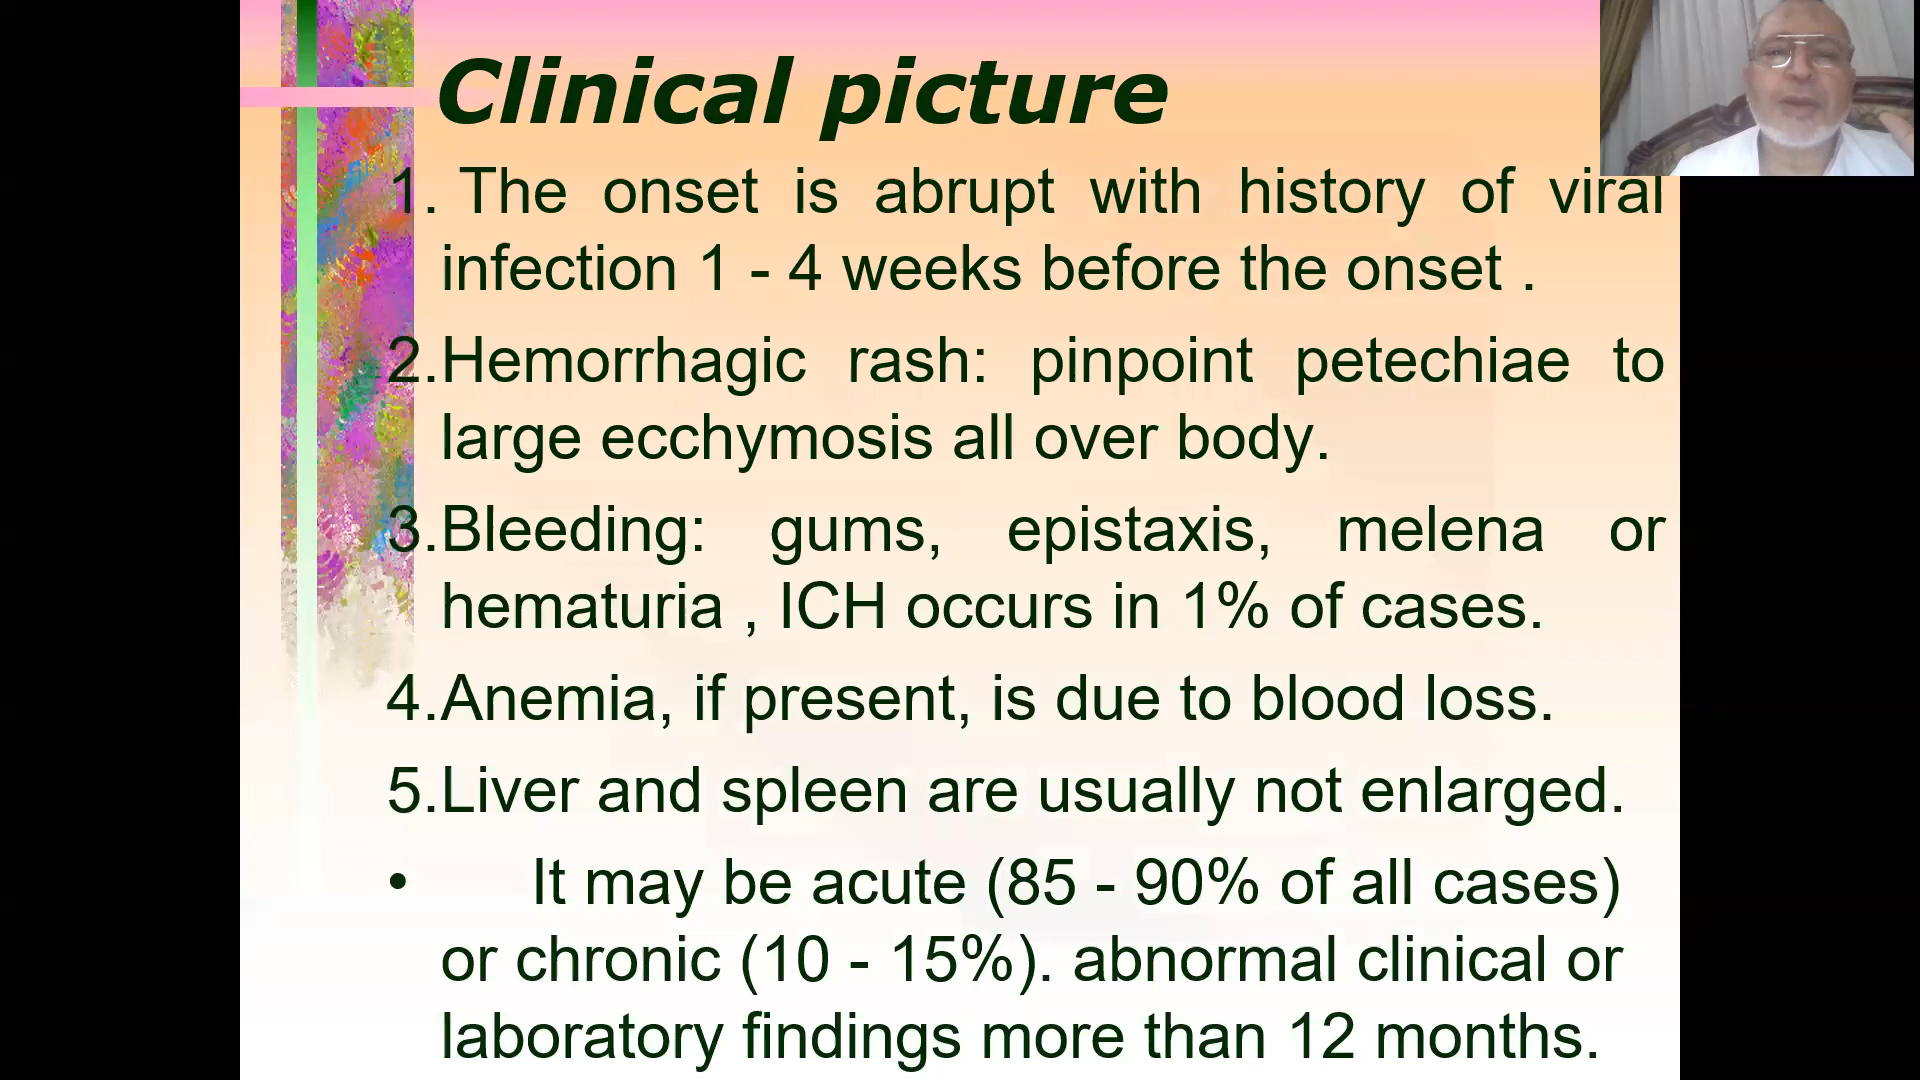 Clinical picture
1. The onset is abrupt with history of viral
infection 1 - 4 weeks before the onset .
2.Hemorrhagic rash: pinpoint petechiae to
large ecchymosis all over body.
3.Bleeding: gums, epistaxis, melena or
hematuria , ICH occurs in 1% of cases.
4.Anemia, if present, is due to blood loss.
5.Liver and spleen are usually not enlarged.
• It may be acute (85 - 90% of all cases)
or chronic (10 - 15%). abnormal clinical or
laboratory findings more than 12 months.